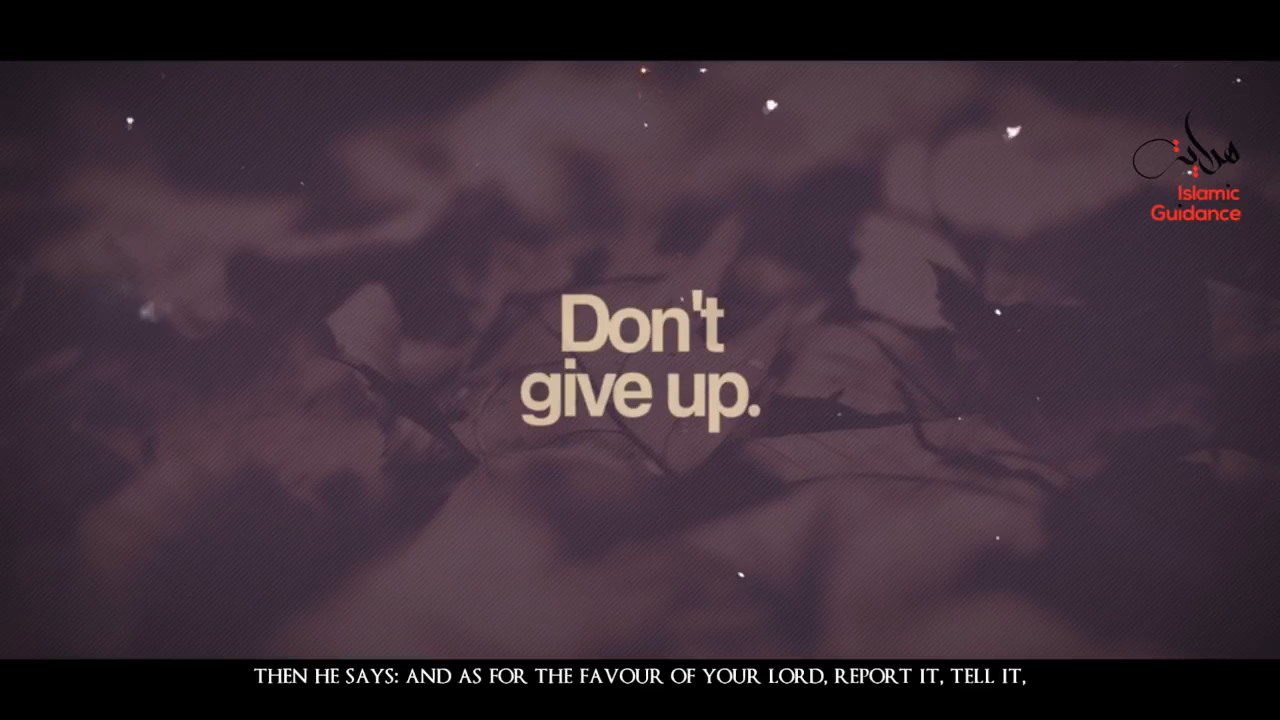 هداية
Islamic
Guidance
Don't
give up.
THEN HE SAYS: AND AS FOR THE FAVOUR OF YOUR LORD, REPORT IT, TELL IT,